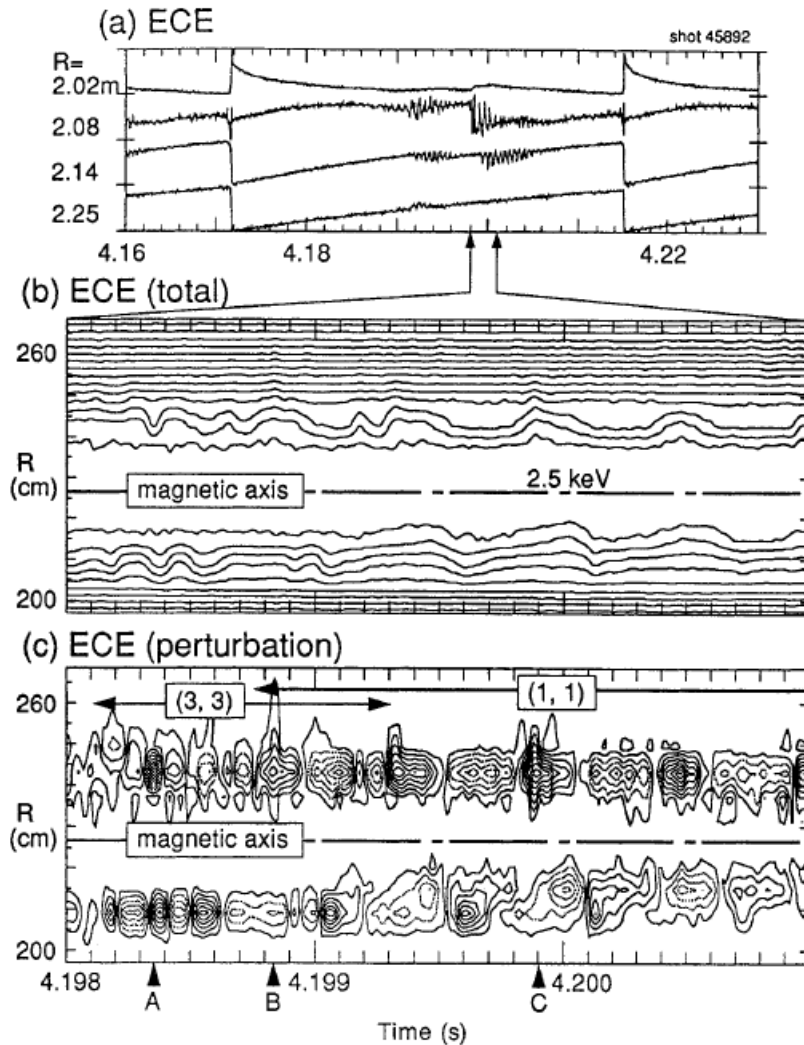 (a) ECE
shot 45892
R=
2.02m
2.08
2.14
2.25
4.16 4.18 4.22
(b) ECE (total)
260
R
(cm)
magnetic axis
2.5 keV
200
(c) ECE (perturbation)
260
(3, 3)
(1, 1)
R
(cm)
magnetic axis
200
4.198 4.199 4.200
A B C
Time (s)